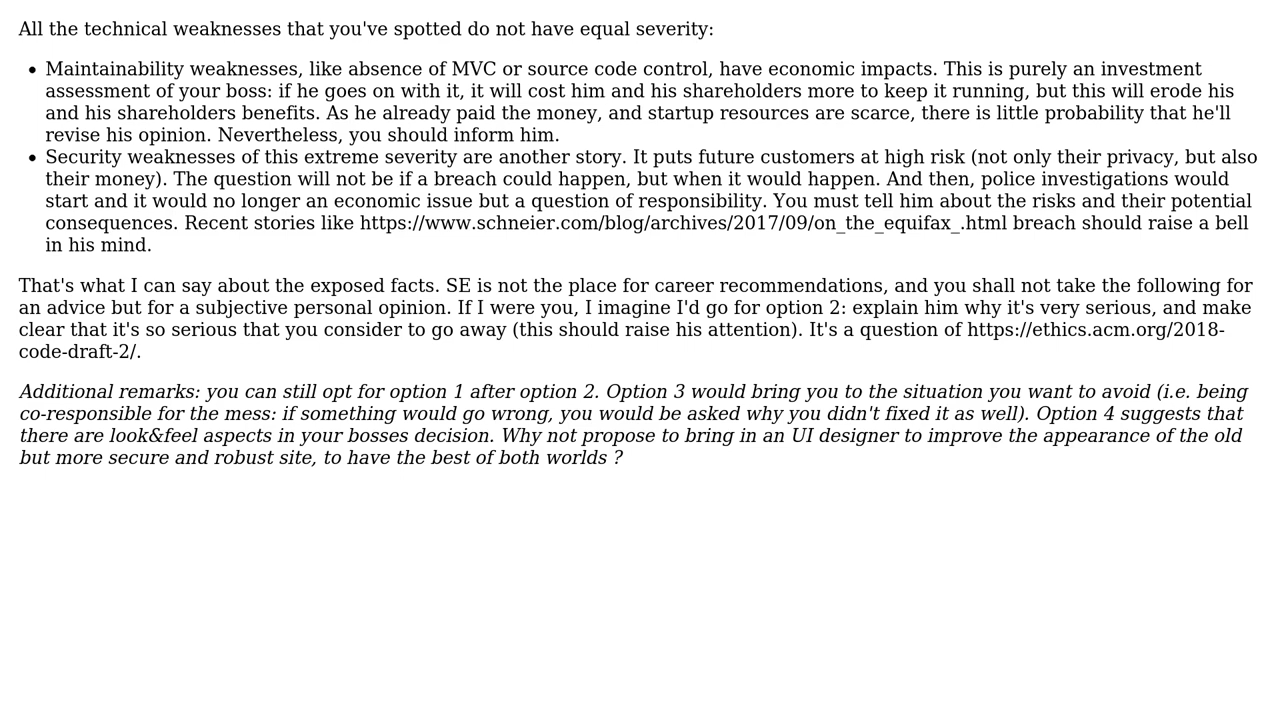 All the technical weaknesses that you've spotted do not have equal severity:
• Maintainability weaknesses, like absence of MVC or source code control, have economic impacts. This is purely an investment
assessment of your boss: if he goes on with it, it will cost him and his shareholders more to keep it running, but this will erode his
and his shareholders benefits. As he already paid the money, and startup resources are scarce, there is little probability that he'll
revise his opinion. Nevertheless, you should inform him.
• Security weaknesses of this extreme severity are another story. It puts future customers at high risk (not only their privacy, but also
their money). The question will not be if a breach could happen, but when it would happen. And then, police investigations would
start and it would no longer an economic issue but a question of responsibility. You must tell him about the risks and their potential
consequences. Recent stories like https://www.schneier.com/blog/archives/2017/09/on_the_equifax_.html breach should raise a bell
in his mind.
That's what I can say about the exposed facts. SE is not the place for career recommendations, and you shall not take the following for
an advice but for a subjective personal opinion. If I were you, I imagine I'd go for option 2: explain him why it's very serious, and make
clear that it's so serious that you consider to go away (this should raise his attention). It's a question of https://ethics.acm.org/2018-
code-draft-2/.
Additional remarks: you can still opt for option 1 after option 2. Option 3 would bring you to the situation you want to avoid (i.e. being
co-responsible for the mess: if something would go wrong, you would be asked why you didn't fixed it as well). Option 4 suggests that
there are look&feel aspects in your bosses decision. Why not propose to bring in an UI designer to improve the appearance of the old
but more secure and robust site, to have the best of both worlds ?